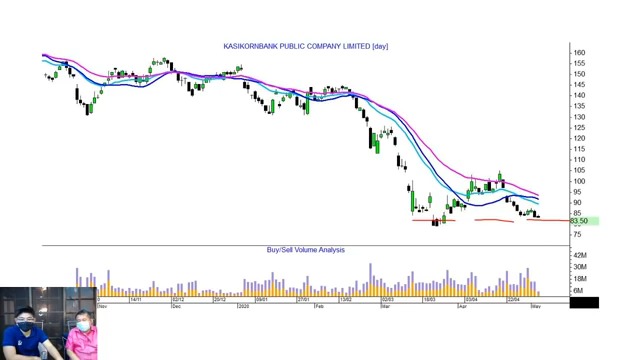 KASIKORNBANK PUBLIC COMPANY LIMITED [day]
160
155
150
145
140
135
130
125
120
115
110
105
100
95
90
85
83.50
75
Buy/Sell Volume Analysis
42M
30M
18M
6M
14/11 02/12 25/12 09/01 27/01 13/02 02/03 18/03 03/04 22/04
Nov Dec 2020 Feb Mar Apr May